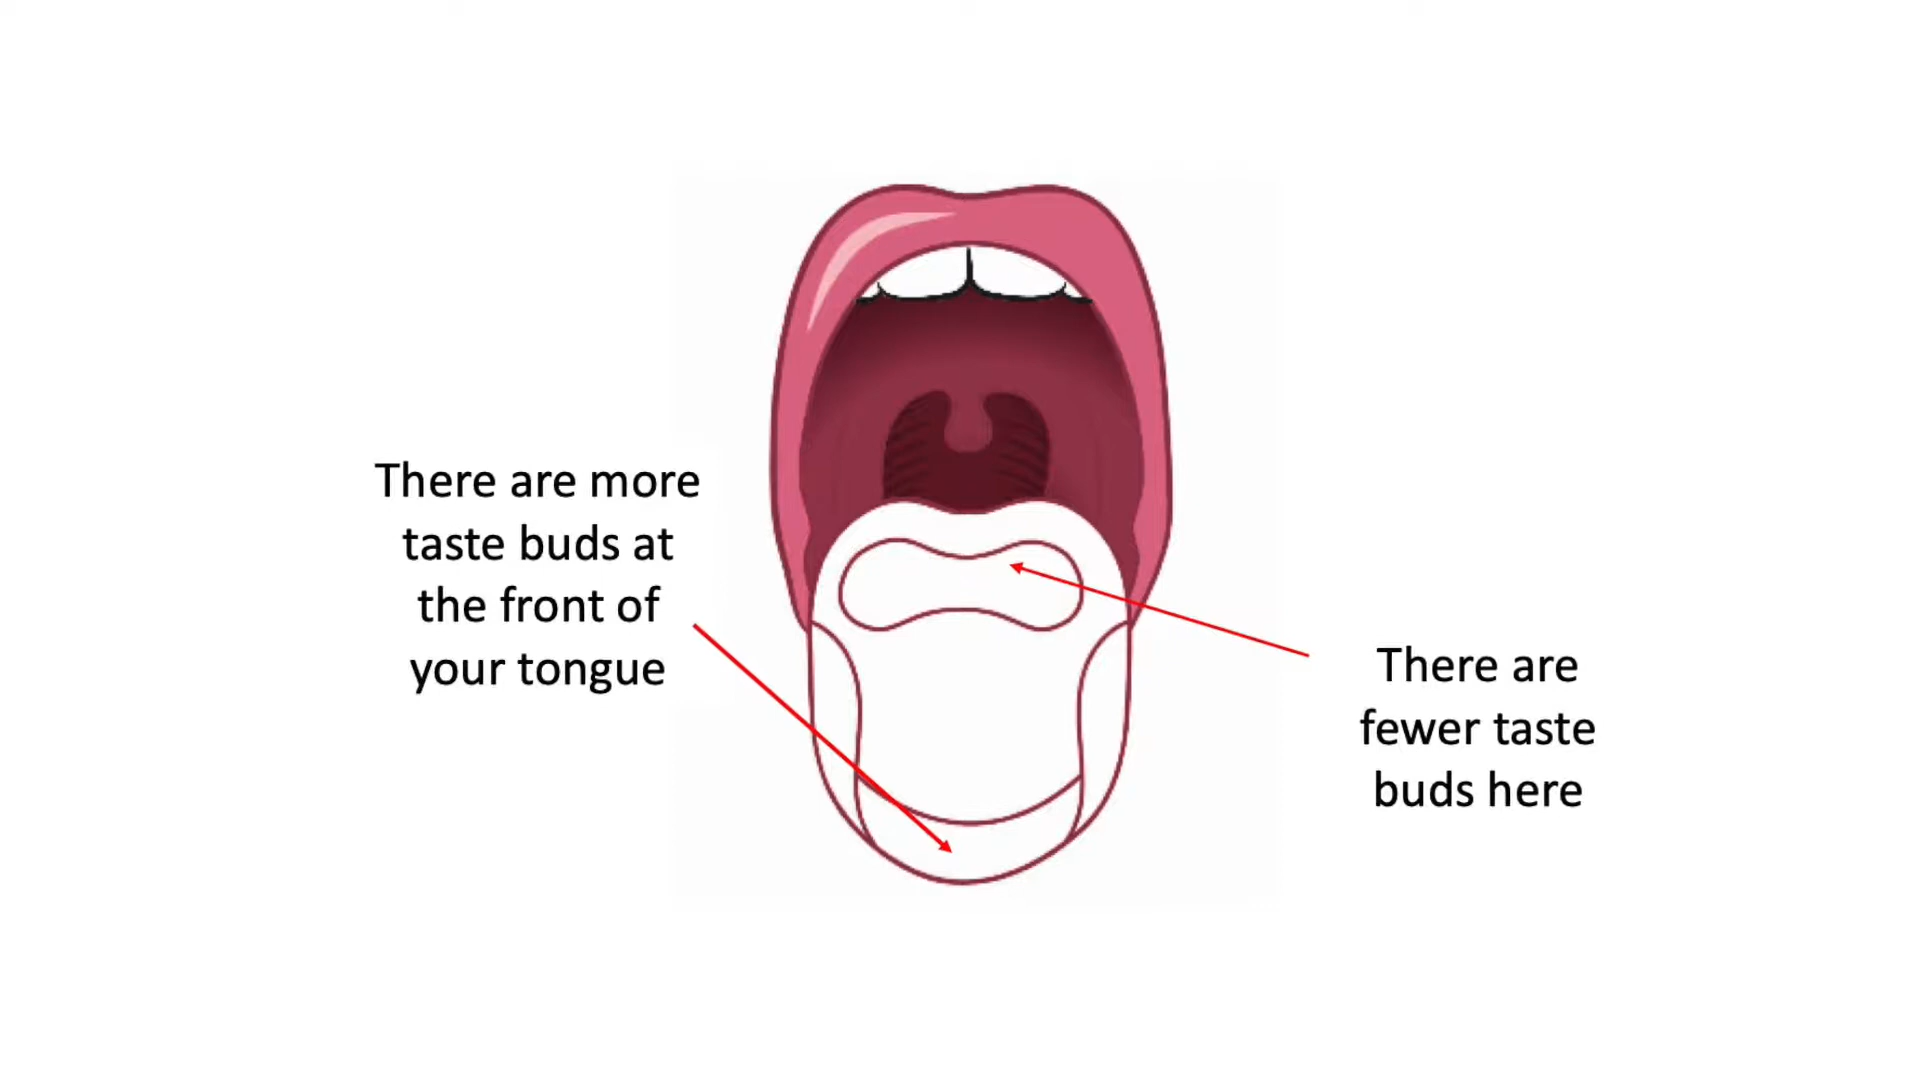 There are more
taste buds at
the front of
your tongue
There are
fewer taste
buds here